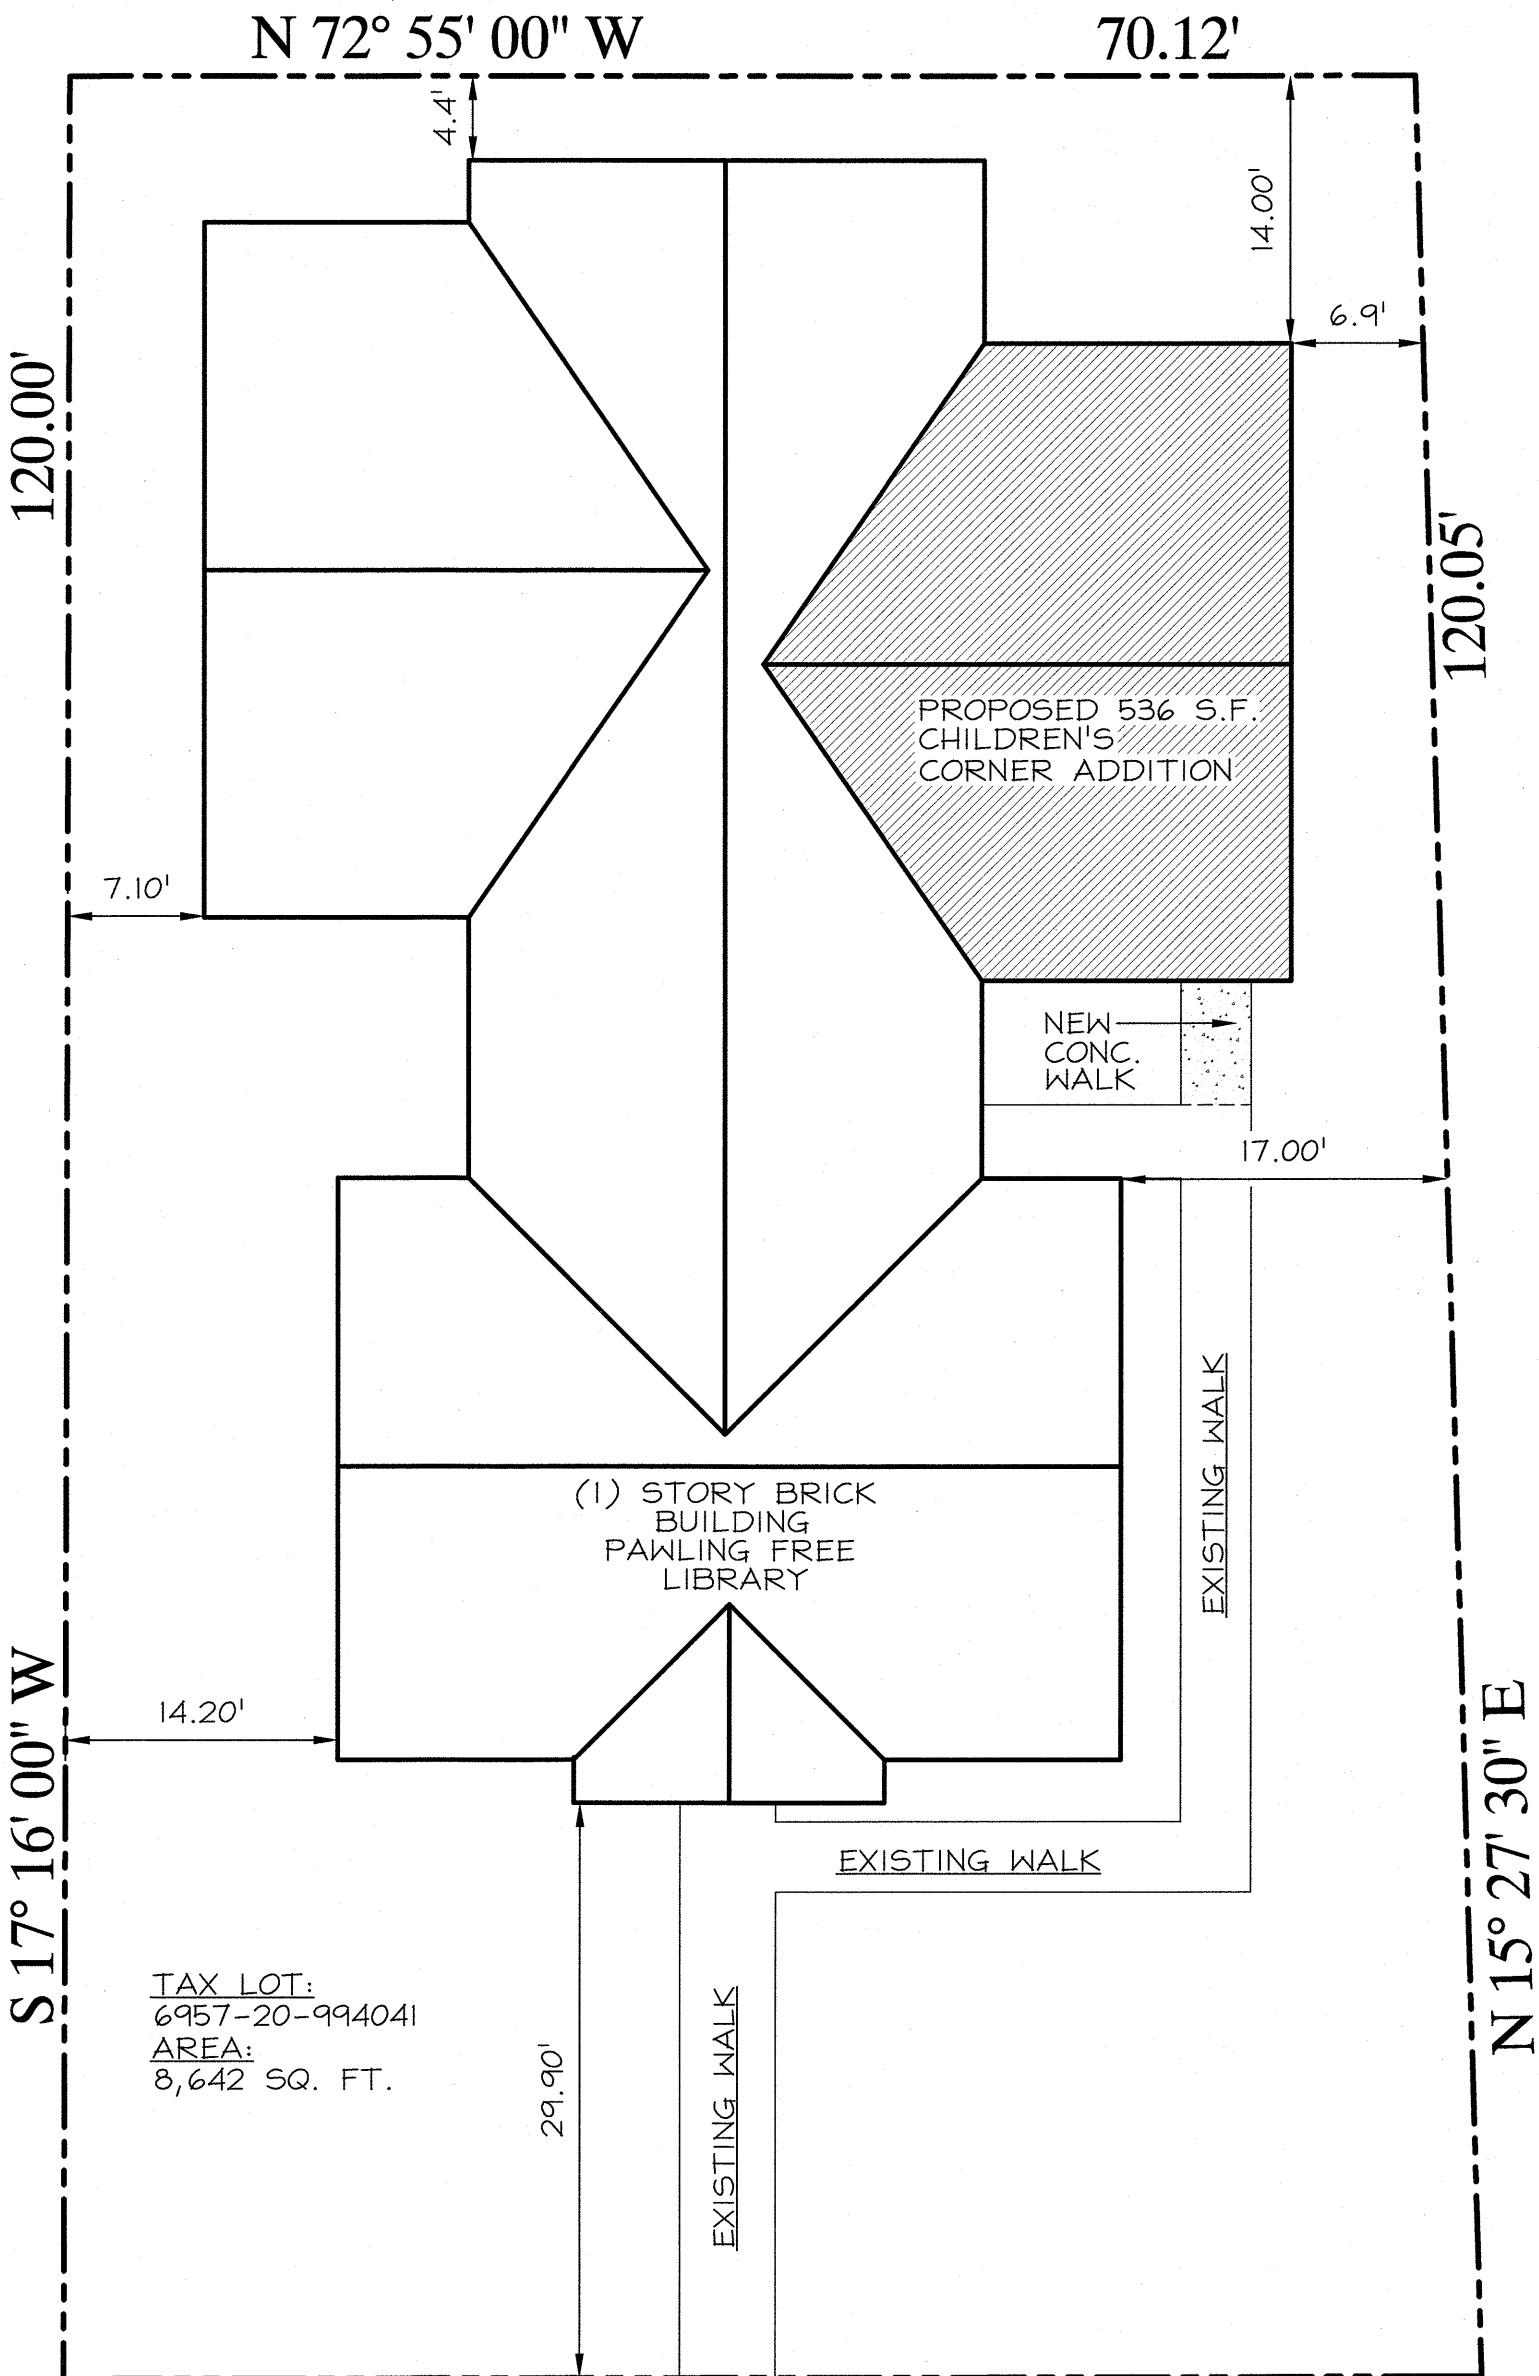 N 72° 55' 00" W
70.12'
4.4'
14.00'
6.9'
120.00'
120.05'
PROPOSED 536 S.F.
CHILDREN'S
CORNER ADDITION
7.10'
NEW
CONC.
WALK
17.00'
EXISTING WALK
(1) STORY BRICK
BUILDING
PAWLING FREE
LIBRARY
S 17° 16' 00" W
14.20'
N 15° 27' 30" E
EXISTING WALK
TAX LOT:
6957-20-994041
AREA:
8,642 SQ. FT.
29.90'
EXISTING WALK